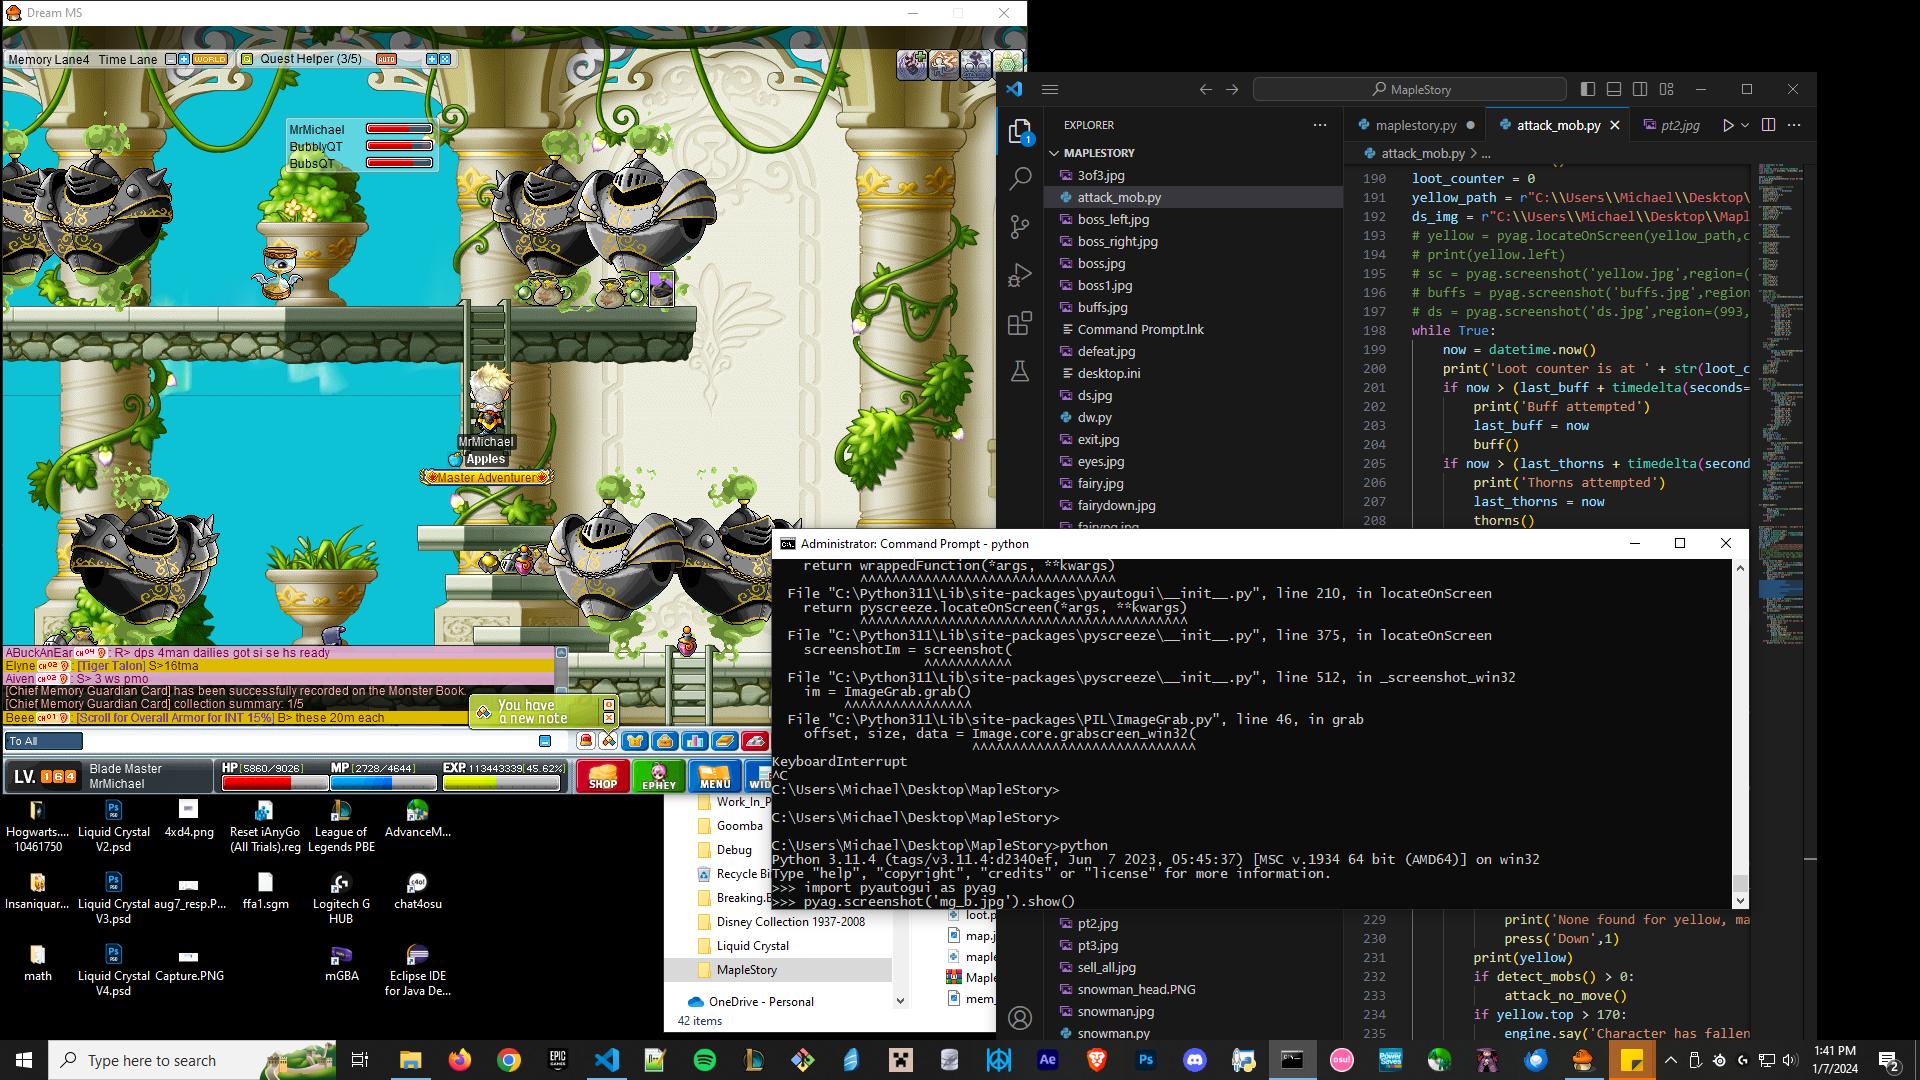 Dream MS
Memory Lane4 Time Lane
WORLD
Quest Helper (3/5)
AUTO
MrMichael
BubblyQT
BubsQT
MrMichael
Apples
Master Adventurer
ABuckAnEar CH 04 : R> dps 4man dailies got si se hs ready
Elyne CH 02 : [Tiger Talon] S>16tma
Aiven CH 02 : S> 3 ws pmo
[Chief Memory Guardian Card] has been successfully recorded on the Monster Book.
[Chief Memory Guardian Card] collection summary: 1/5
Beee CH 01 : [Scroll for Overall Armor for INT 15%] B> these 20m each
You have
a new note
To All
LV. 164
Blade Master
MrMichael
HP[5860/9026]
MP[2728/4644]
EXP. 113443339[45.62%]
SHOP
EPHEY
MENU
MapleStory
EXPLORER
MAPLESTORY
3of3.jpg
attack_mob.py
boss_left.jpg
boss_right.jpg
boss.jpg
boss1.jpg
buffs.jpg
Command Prompt.lnk
defeat.jpg
desktop.ini
ds.jpg
dw.py
exit.jpg
eyes.jpg
fairy.jpg
fairydown.jpg
maplestory.py
attack_mob.py
pt2.jpg
attack_mob.py > ...
190 loot_counter = 0
191 yellow_path = r"C:\\Users\\Michael\\Desktop\
192 ds_img = r"C:\\Users\\Michael\\Desktop\\Mapl
193 # yellow = pyag.locateOnScreen(yellow_path,c
194 # print(yellow.left)
195 # sc = pyag.screenshot('yellow.jpg',region=(
196 # buffs = pyag.screenshot('buffs.jpg',region
197 # ds = pyag.screenshot('ds.jpg',region=(993,
198 while True:
199 now = datetime.now()
200 print('Loot counter is at ' + str(loot_c
201 if now > (last_buff + timedelta(seconds=
202 print('Buff attempted')
203 last_buff = now
204 buff()
205 if now > (last_thorns + timedelta(second
206 print('Thorns attempted')
207 last_thorns = now
208 thorns()
Administrator: Command Prompt - python
return wrappedFunction(*args, **kwargs)
^^^^^^^^^^^^^^^^^^^^^^^^^^^^^^^^
File "C:\Python311\Lib\site-packages\pyautogui\__init__.py", line 210, in locateOnScreen
return pyscreeze.locateOnScreen(*args, **kwargs)
^^^^^^^^^^^^^^^^^^^^^^^^^^^^^^^^^^^^^^^^^
File "C:\Python311\Lib\site-packages\pyscreeze\__init__.py", line 375, in locateOnScreen
screenshotIm = screenshot(
^^^^^^^^^^^
File "C:\Python311\Lib\site-packages\pyscreeze\__init__.py", line 512, in _screenshot_win32
im = ImageGrab.grab()
^^^^^^^^^^^^^^^^
File "C:\Python311\Lib\site-packages\PIL\ImageGrab.py", line 46, in grab
offset, size, data = Image.core.grabscreen_win32(
^^^^^^^^^^^^^^^^^^^^^^^^^^^^
KeyboardInterrupt
^C
C:\Users\Michael\Desktop\MapleStory>
C:\Users\Michael\Desktop\MapleStory>
C:\Users\Michael\Desktop\MapleStory>python
Python 3.11.4 (tags/v3.11.4:d2340ef, Jun 7 2023, 05:45:37) [MSC v.1934 64 bit (AMD64)] on win32
Type "help", "copyright", "credits" or "license" for more information.
>>> import pyautogui as pyag
>>> pyag.screenshot('mg_b.jpg').show()
pt2.jpg
pt3.jpg
sell_all.jpg
snowman_head.PNG
snowman.jpg
snowman.py
229 print('None found for yellow, ma
230 press('Down',1)
231 print(yellow)
232 if detect_mobs() > 0:
233 attack_no_move()
234 if yellow.top > 170:
235 engine.say('Character has fallen
Hogwarts....
10461750
Liquid Crystal
V2.psd
4xd4.png
Reset iAnyGo
(All Trials).reg
League of
Legends PBE
AdvanceM...
Insaniquar...
Liquid Crystal
V3.psd
aug7_resp.P...
ffa1.sgm
Logitech G
HUB
chat4osu
math
Liquid Crystal
V4.psd
Capture.PNG
mGBA
Eclipse IDE
for Java De...
Work_In_P
Goomba
Debug
Recycle Bi
Breaking.B
Disney Collection 1937-2008
Liquid Crystal
MapleStory
OneDrive - Personal
42 items
loot.p
map.j
maple
Maple
mem_
Type here to search
1:41 PM
1/7/2024
2